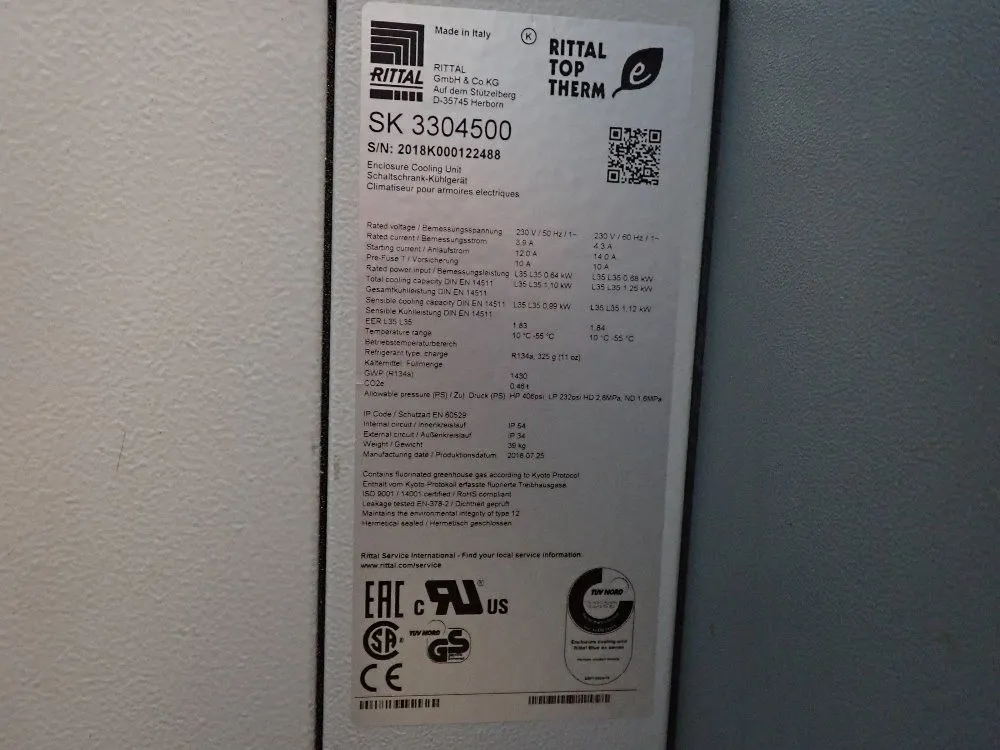 Made in Italy
K
RITTAL
TOP
THERM
e
RITTAL
RITTAL
GmbH & Co KG
Auf dem Stützelberg
D-35745 Herborn
SK 3304500
S/N: 2018K000122488
Enclosure Cooling Unit
Schaltschrank-Kühlgerät
Climatiseur pour armoires electriques
Rated voltage / Bemessungsspannung 230 V / 50 Hz / 1~ 230 V / 60 Hz / 1~
Rated current / Bemessungsstrom 3.9 A 4.3 A
Starting current / Anlaufstrom 12.0 A 14.0 A
Pre-Fuse T / Vorsicherung 10 A 10 A
Rated power input / Bemessungsleistung L35 L35 0,64 kW L35 L35 0,68 kW
Total cooling capacity DIN EN 14511 L35 L35 1,10 kW L35 L35 1,25 kW
Gesamtkühlleistung DIN EN 14511
Sensible cooling capacity DIN EN 14511 L35 L35 0,99 kW L35 L35 1,12 kW
Sensible Kühlleistung DIN EN 14511
EER L35 L35 1,83 1,84
Temperature range 10 °C -55 °C 10 °C -55 °C
Betriebstemperaturbereich
Refrigerant type, charge R134a, 325 g (11 oz)
Kältemittel, Füllmenge
GWP (R134a) 1430
CO2e 0,46 t
Allowable pressure (PS) / Zul. Druck (PS) HP 406psi, LP 232psi/ HD 2,8MPa, ND 1,6MPa
IP Code / Schutzart EN 60529
Internal circuit / Innenkreislauf IP 54
External circuit / Außenkreislauf IP 34
Weight / Gewicht 39 kg
Manufacturing date / Produktionsdatum 2018.07.25
Contains fluorinated greenhouse gas according to Kyoto Protocol
Enthält vom Kyoto-Protokoll erfasste fluorierte Treibhausgase
ISO 9001 / 14001 certified / RoHS compliant
Leakage tested EN-378-2 / Dichtheit geprüft
Maintains the environmental integrity of type 12
Hermetical sealed / Hermetisch geschlossen
Rittal Service International - Find your local service information
www.rittal.com/service
EAC c RU ® US
SA ® TÜV NORD GS
CE
TÜV NORD
Enclosure cooling unit
Rittal Blue e+ series